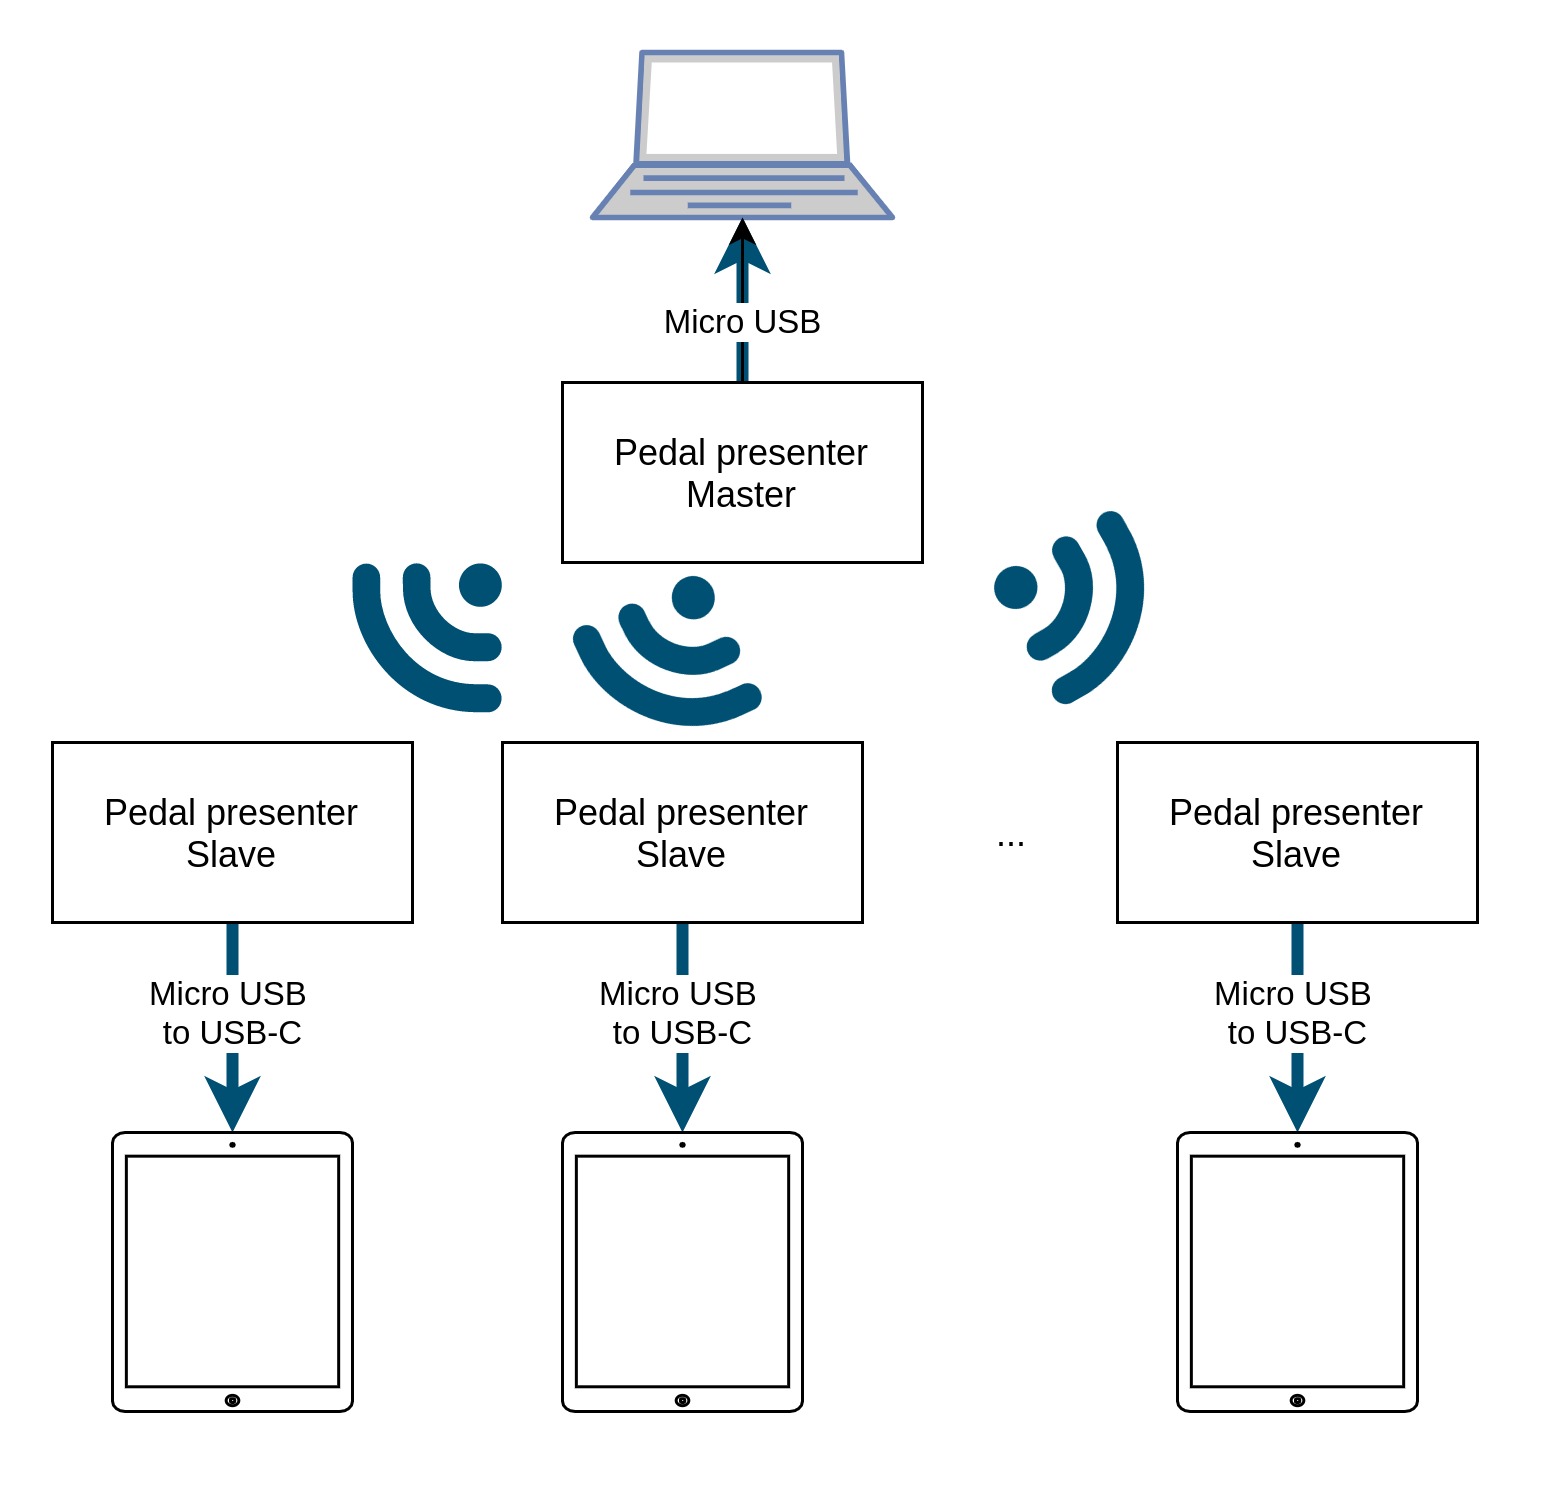 Micro USB
Pedal presenter
Master
Pedal presenter
Slave
Pedal presenter
Slave
...
Pedal presenter
Slave
Micro USB
to USB-C
Micro USB
to USB-C
Micro USB
to USB-C